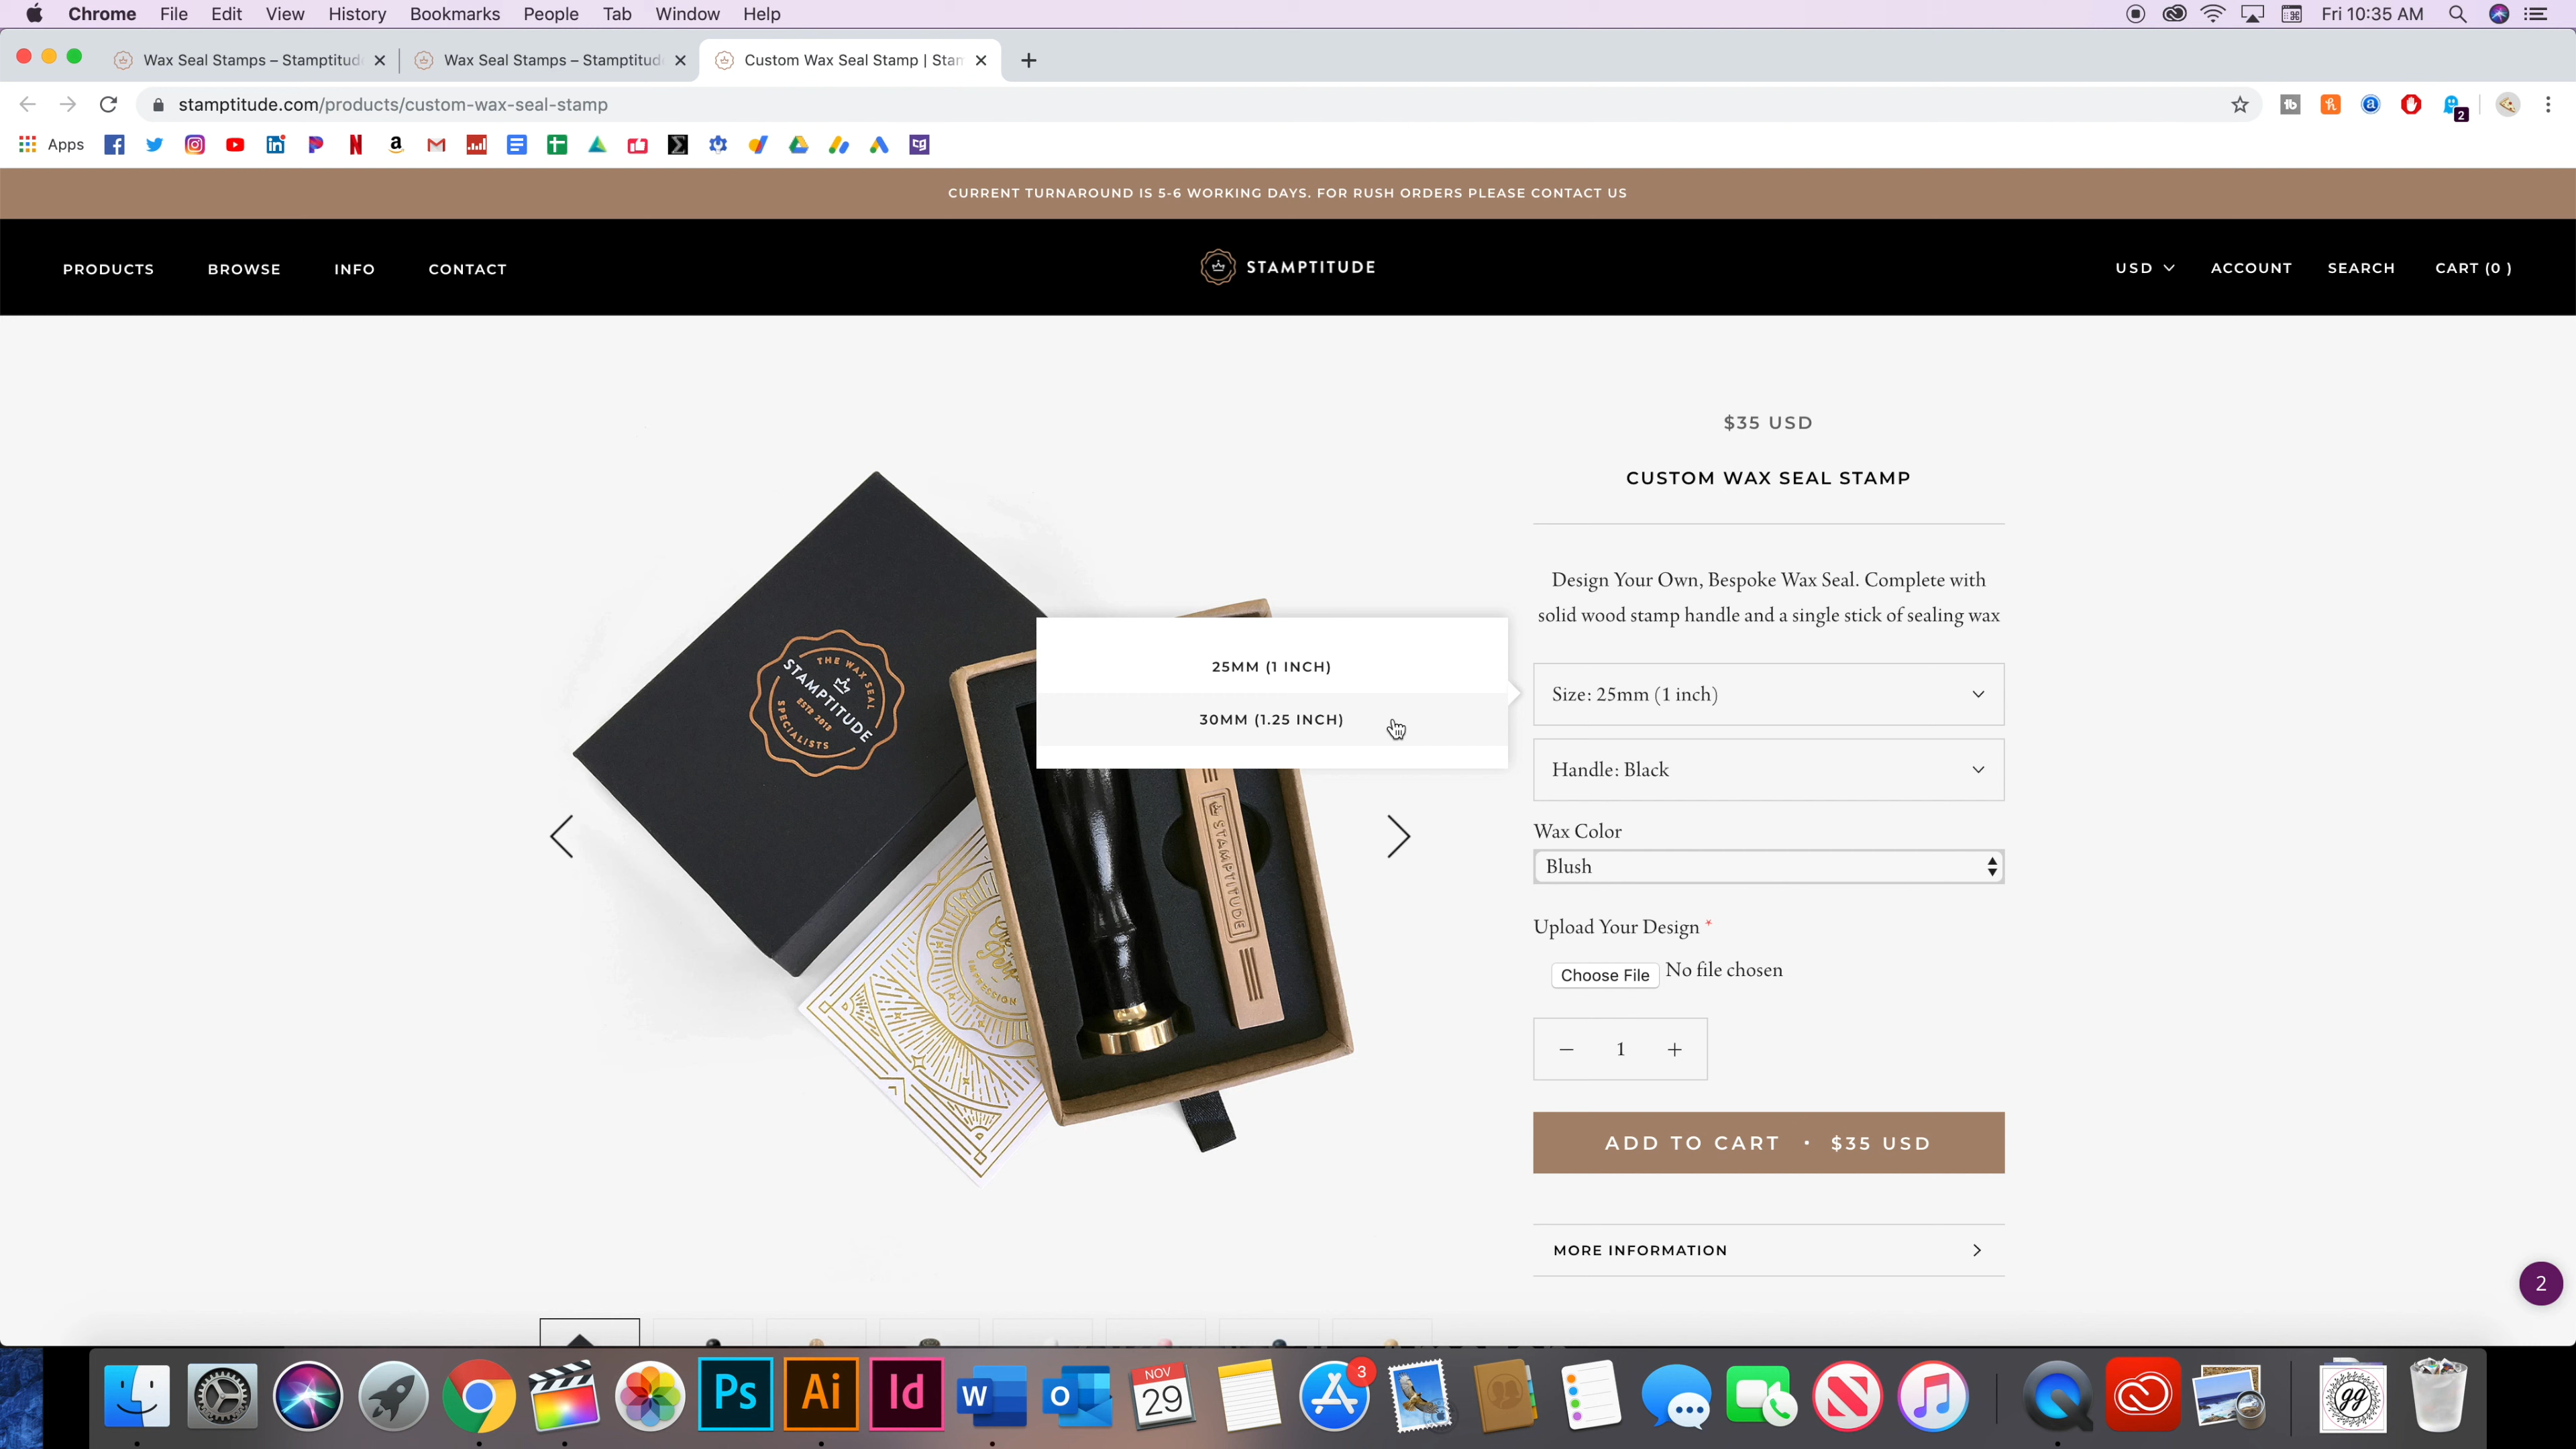 Chrome File Edit View History Bookmarks People Tab Window Help
Fri 10:35 AM
Wax Seal Stamps – Stamptitud
Wax Seal Stamps – Stamptitud
Custom Wax Seal Stamp | Stam
stamptitude.com/products/custom-wax-seal-stamp
2
Apps
CURRENT TURNAROUND IS 5-6 WORKING DAYS. FOR RUSH ORDERS PLEASE CONTACT US
PRODUCTS BROWSE INFO CONTACT
STAMPTITUDE
USD ACCOUNT SEARCH CART (0 )
$35 USD
CUSTOM WAX SEAL STAMP
Design Your Own, Bespoke Wax Seal. Complete with
solid wood stamp handle and a single stick of sealing wax
25MM (1 INCH)
30MM (1.25 INCH)
Size: 25mm (1 inch)
Handle: Black
Wax Color
Blush
Upload Your Design *
Choose File No file chosen
− 1 +
ADD TO CART • $35 USD
MORE INFORMATION
2
THE WAX SEAL
STAMPTITUDE
ESTD 2012
SPECIALISTS
STAMPTITUDE
IMPRESSION
Ps
Ai
Id
W
O
NOV
29
3
gg